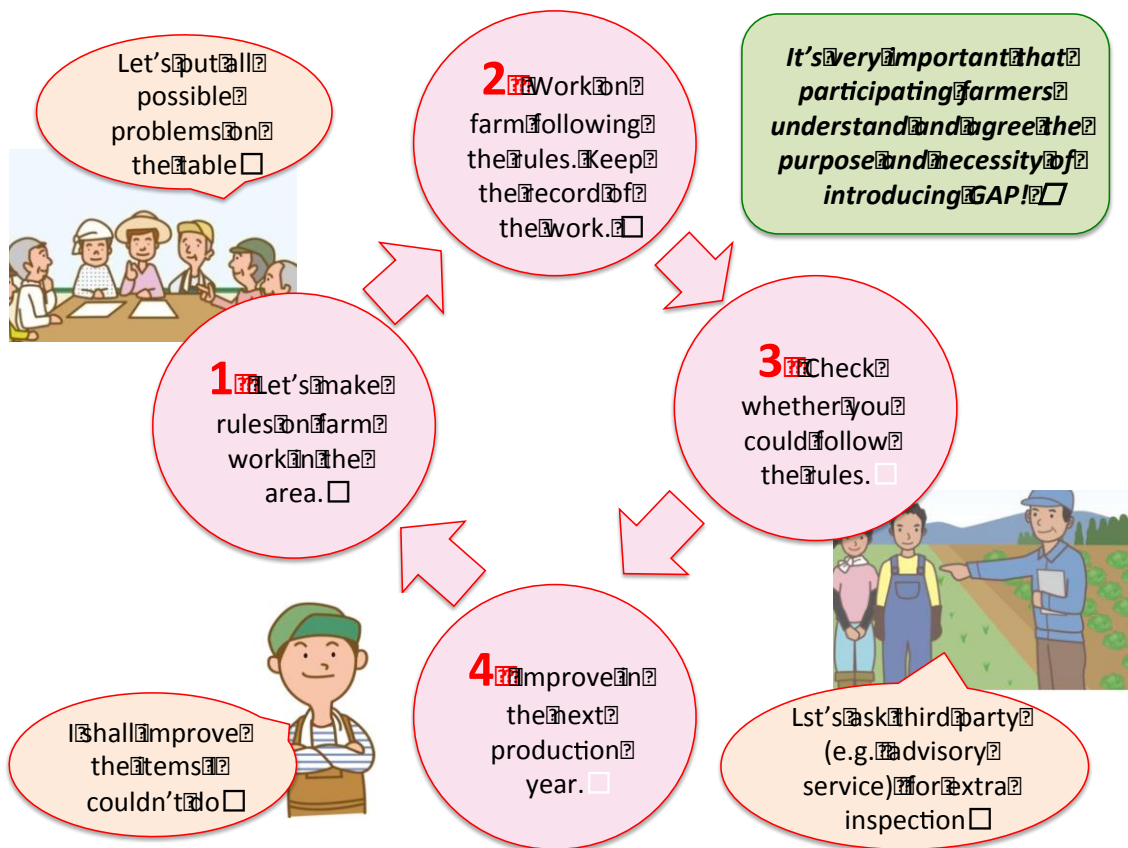 Let's put all
possible
problems on
the table
2 Work on
farm following
the rules. Keep
the record of
the work.
It's very important that
participating farmers
understand and agree the
purpose and necessity of
introducing GAP!
1 Let's make
rules on farm
work in the
area.
3 Check
whether you
could follow
the rules.
4 Improve in
the next
production
year.
I shall improve
the items I
couldn't do
Lst's ask third party
(e.g. advisory
service) for extra
inspection